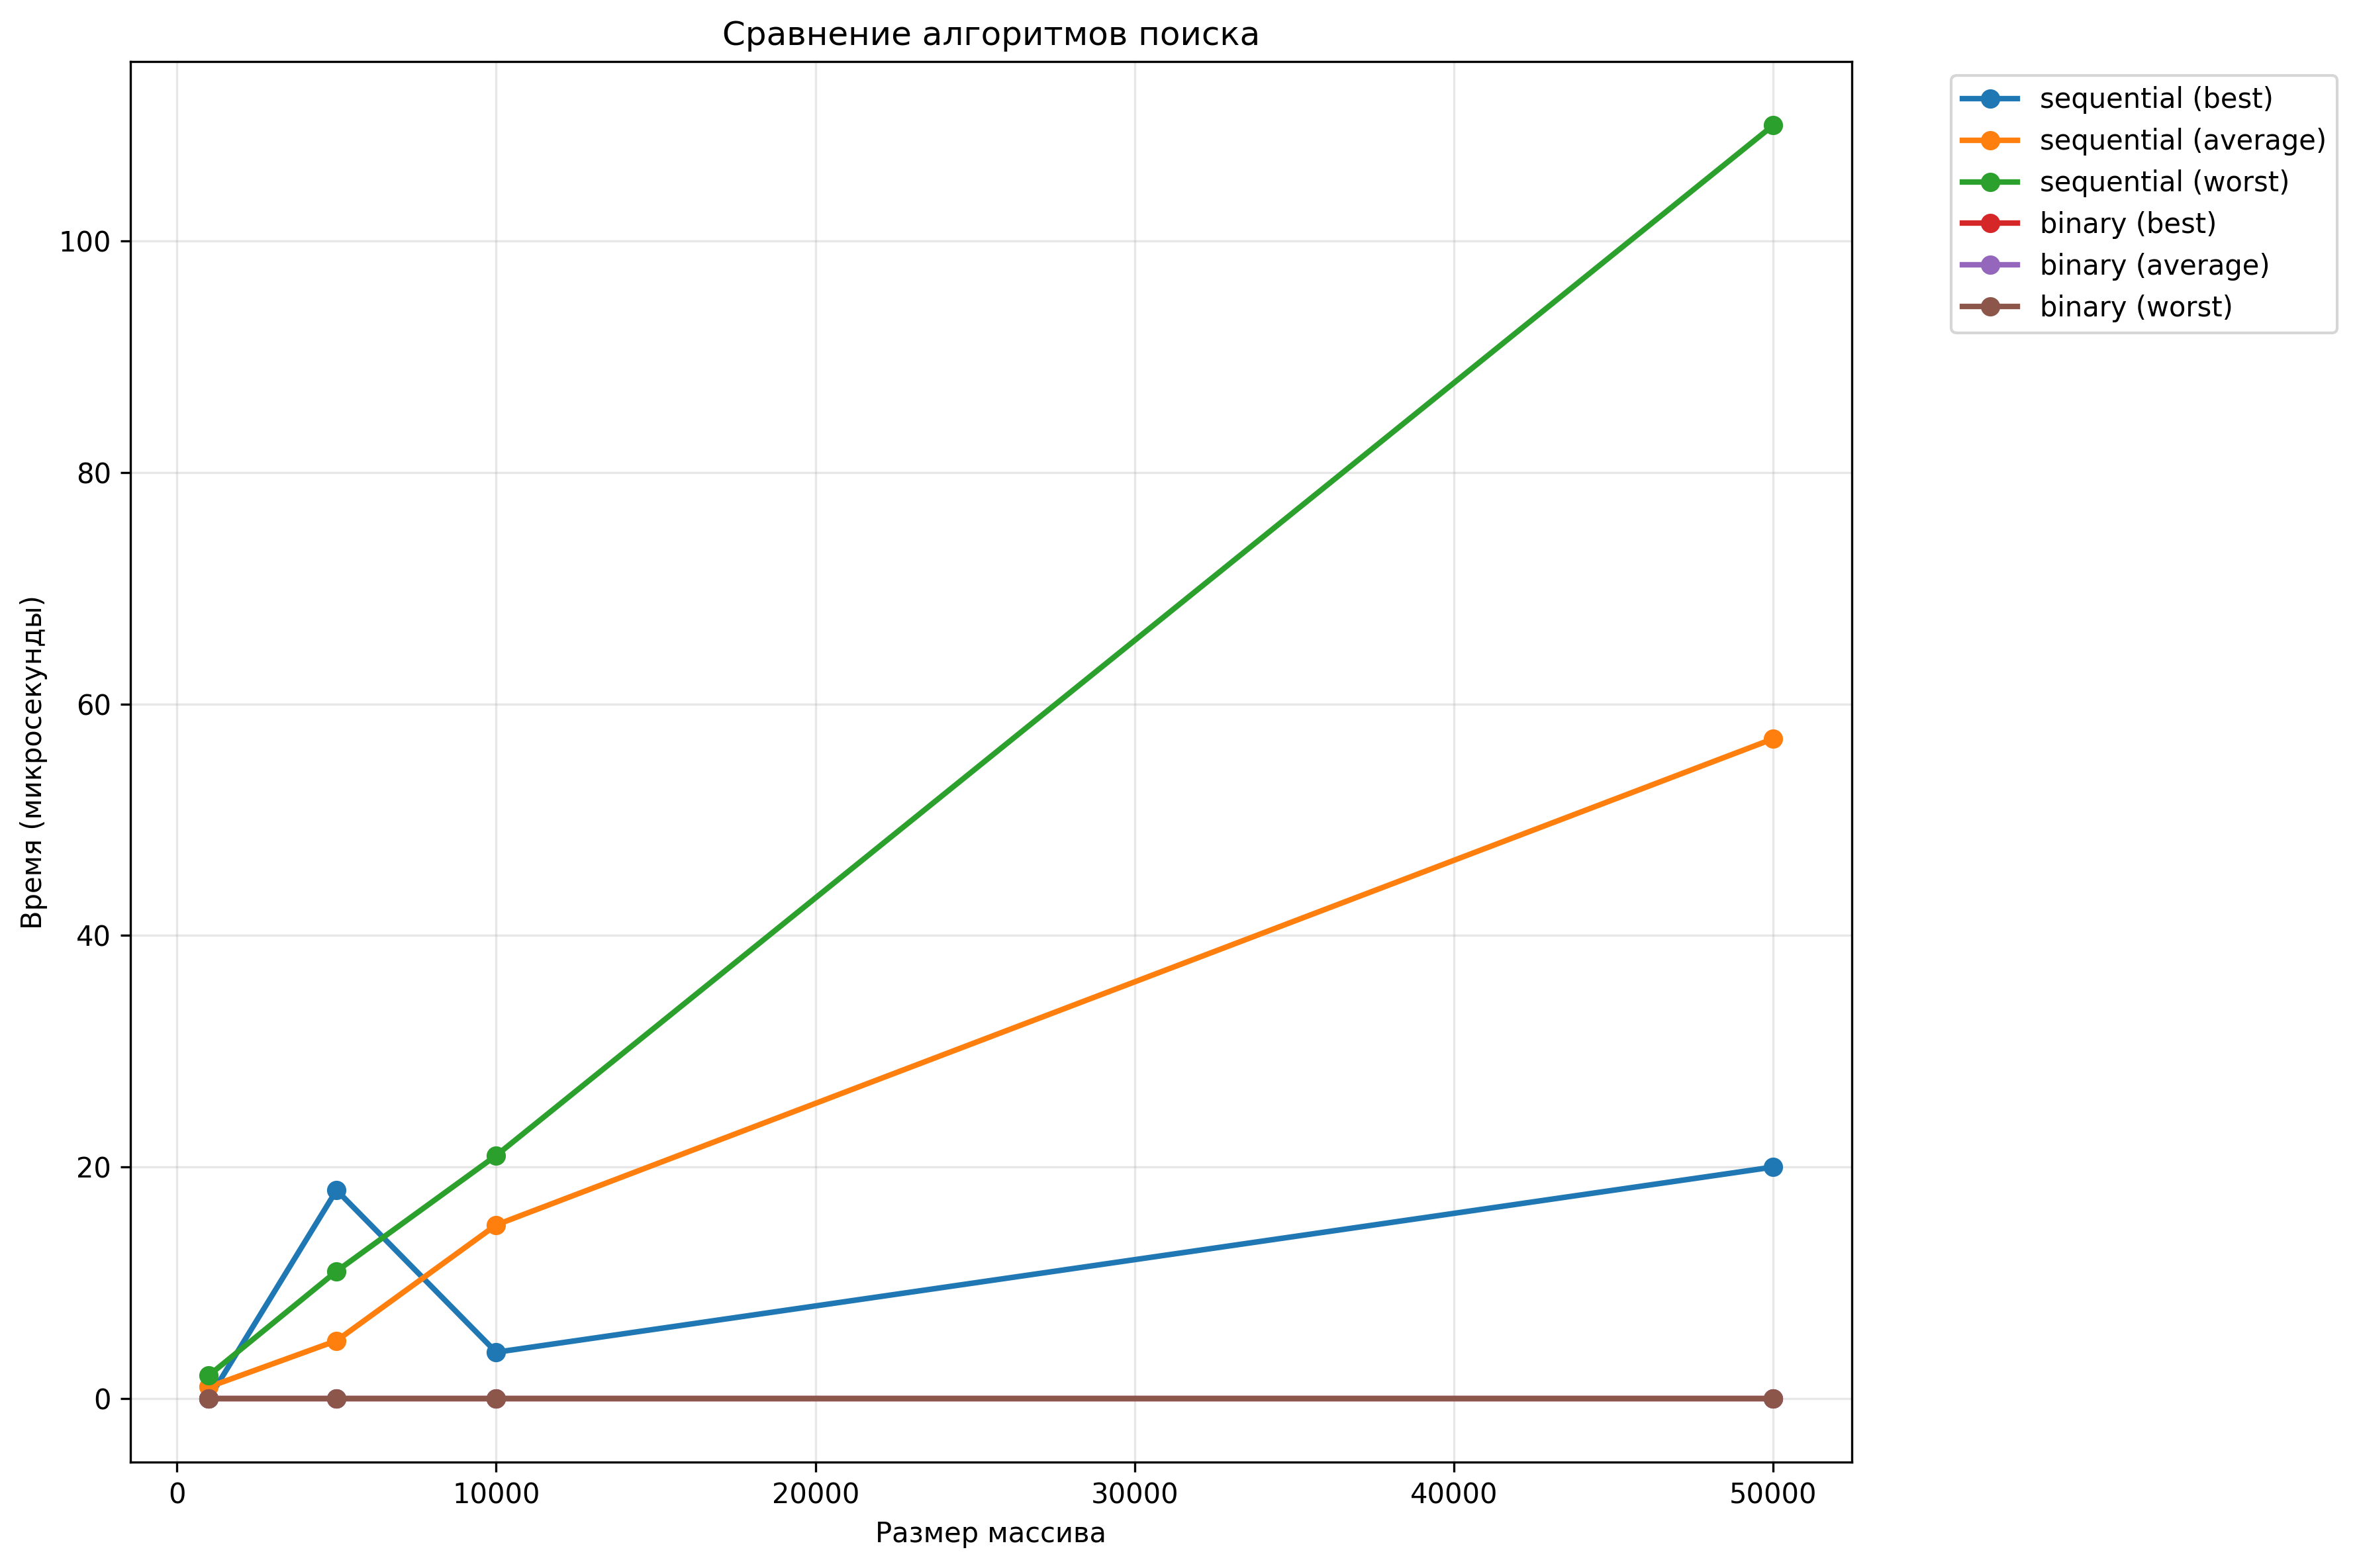 Сравнение алгоритмов поиска
sequential (best)
sequential (average)
sequential (worst)
binary (best)
binary (average)
binary (worst)
Время (микросекунды)
100
80
60
40
20
0
0 10000 20000 30000 40000 50000
Размер массива